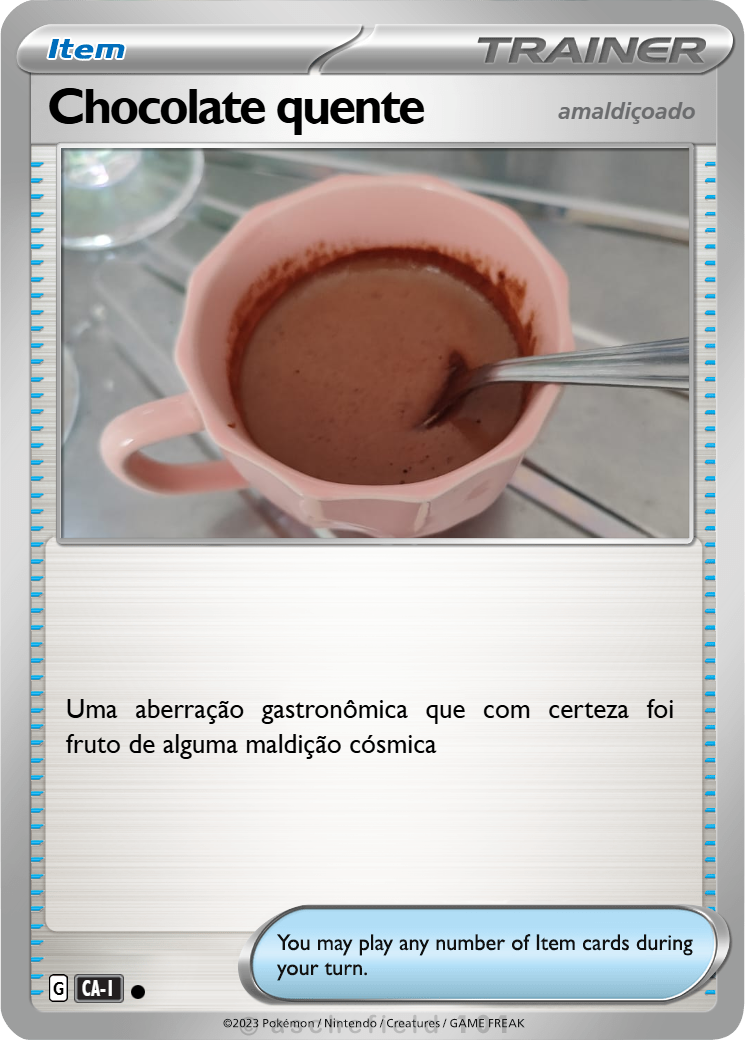 Item
TRAINER
Chocolate quente
amaldiçoado
Uma aberração gastronômica que com certeza foi
fruto de alguma maldição cósmica
You may play any number of Item cards during
your turn.
G CA-I
©2023 Pokémon / Nintendo / Creatures / GAME FREAK